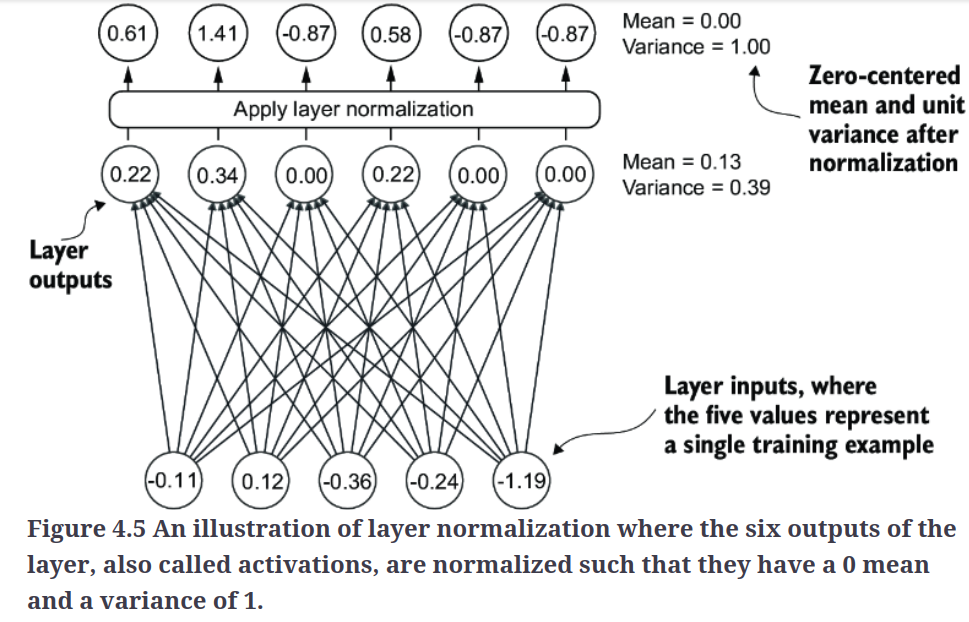 0.61 1.41 -0.87 0.58 -0.87 -0.87
Mean = 0.00
Variance = 1.00
Zero-centered
mean and unit
variance after
normalization
Apply layer normalization
0.22 0.34 0.00 0.22 0.00 0.00
Mean = 0.13
Variance = 0.39
Layer
outputs
Layer inputs, where
the five values represent
a single training example
-0.11 0.12 -0.36 -0.24 -1.19
Figure 4.5 An illustration of layer normalization where the six outputs of the
layer, also called activations, are normalized such that they have a 0 mean
and a variance of 1.